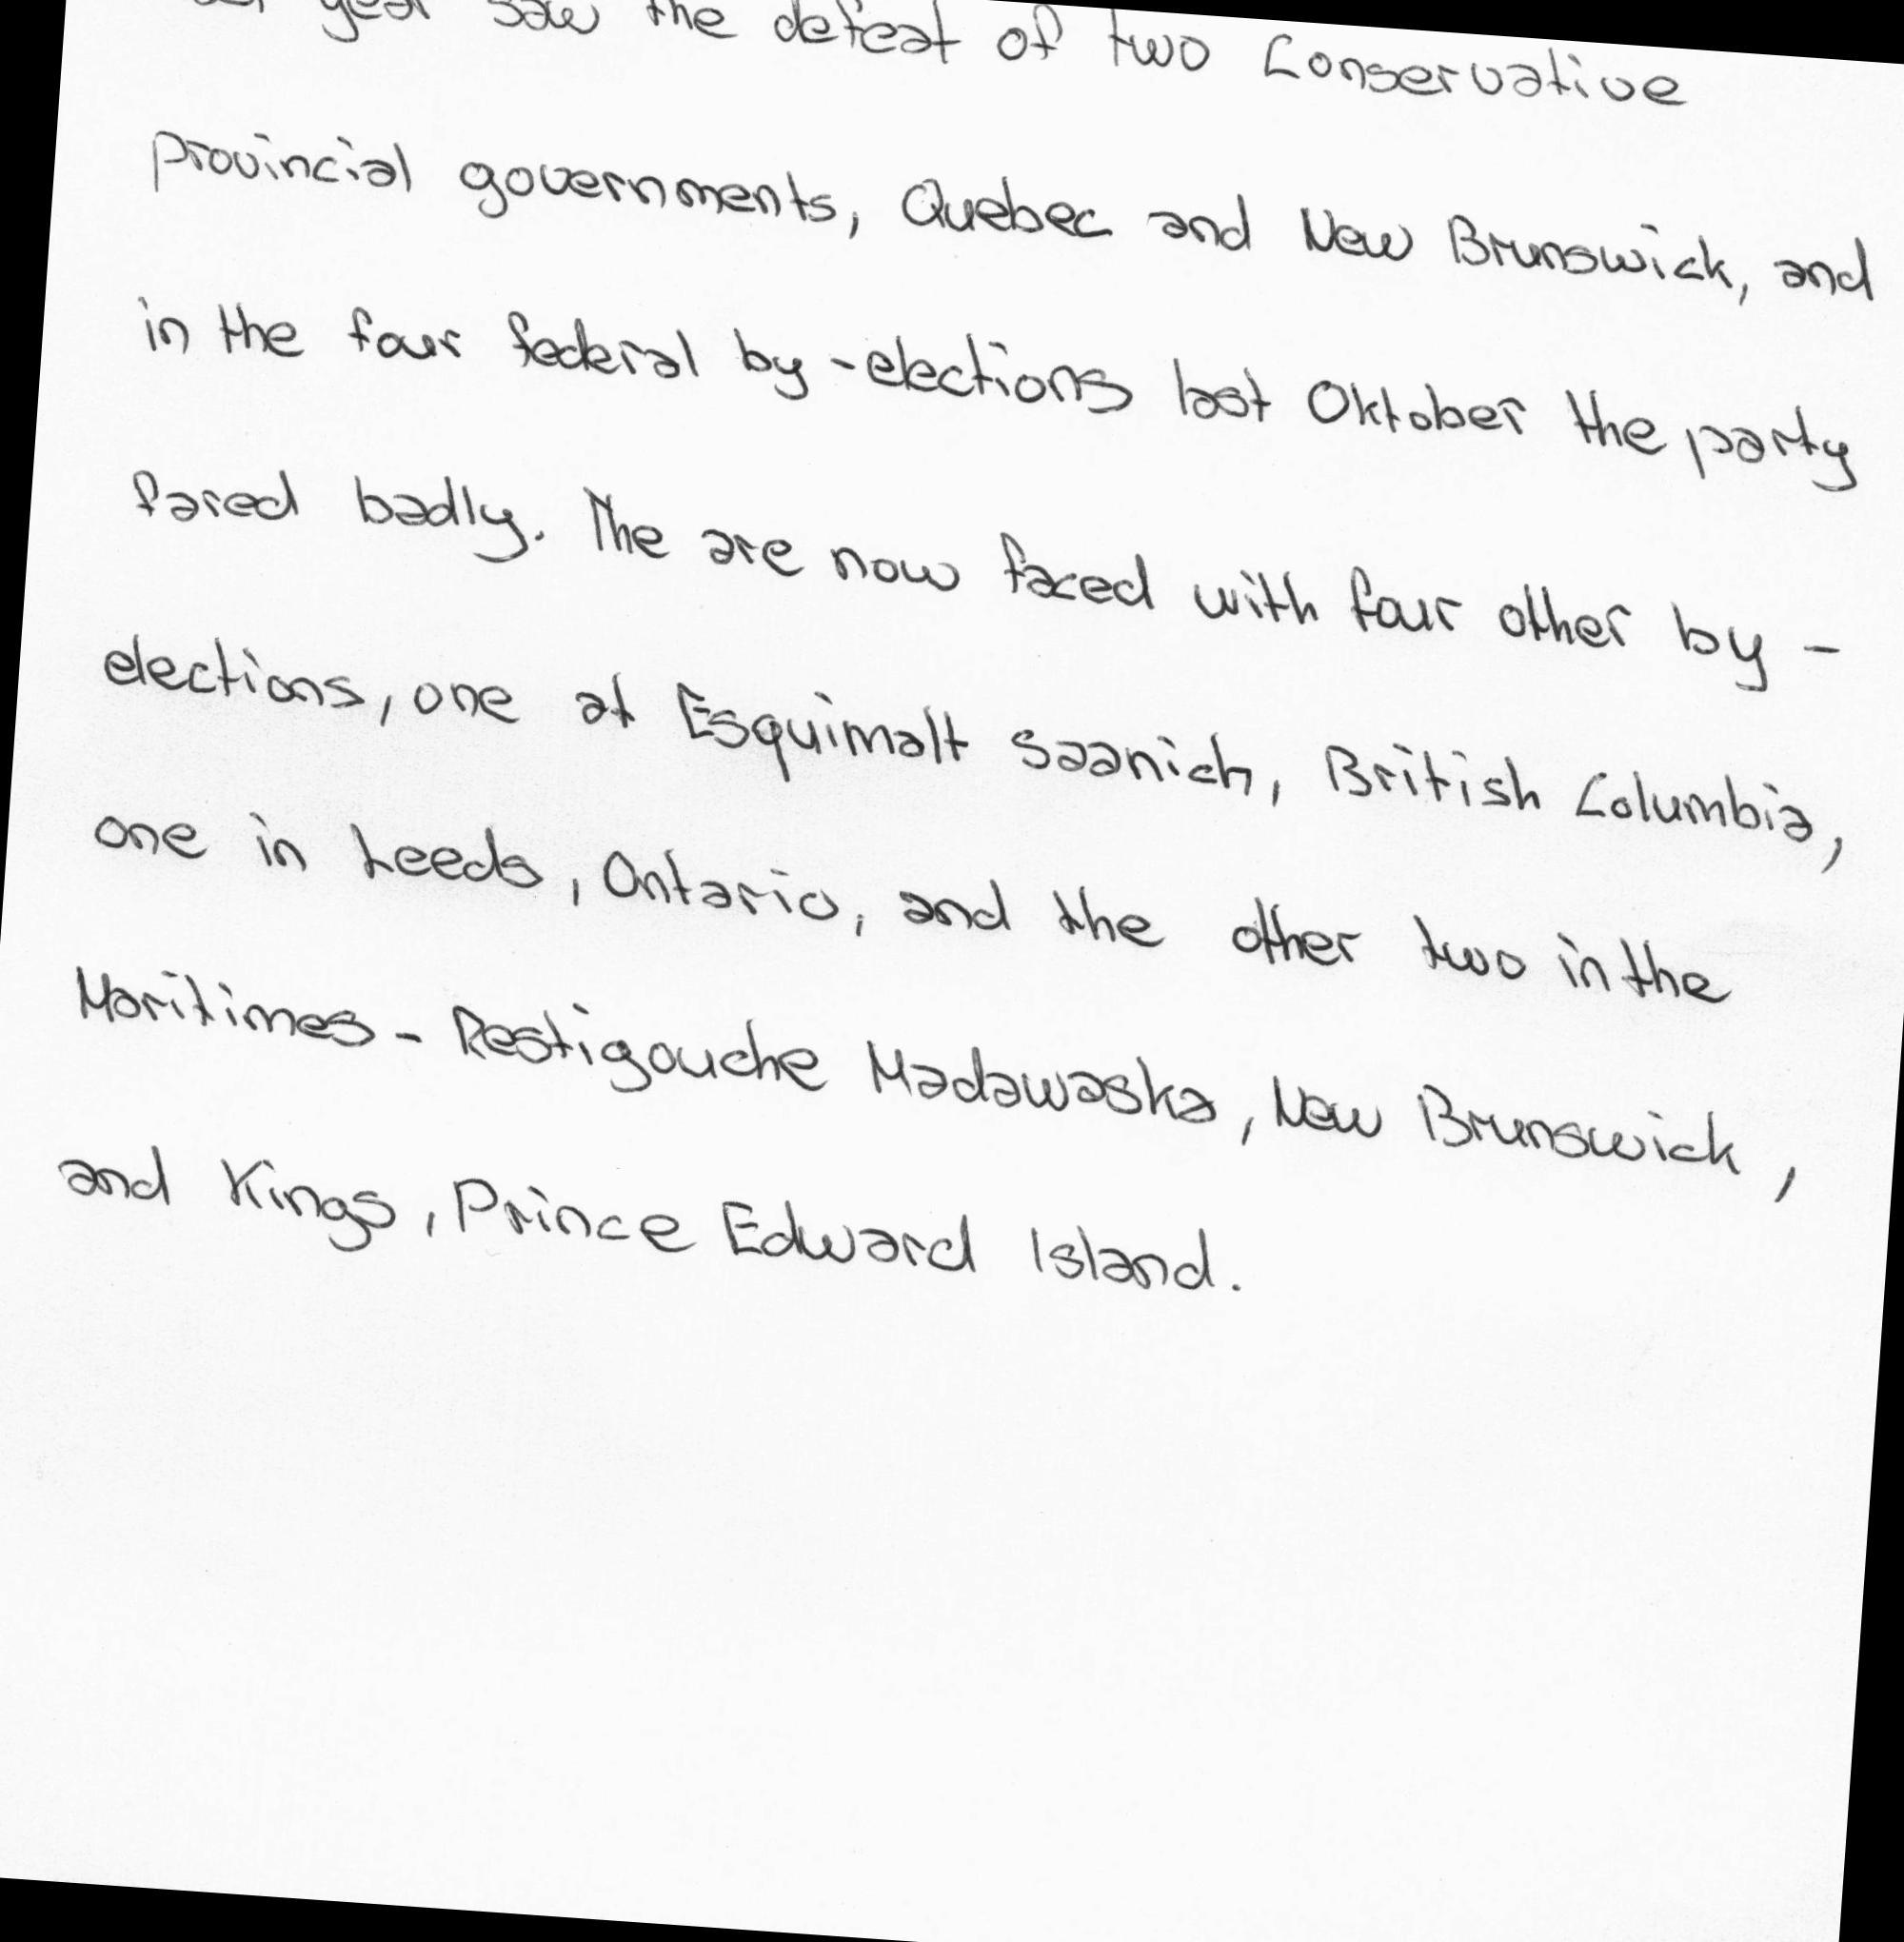 year saw the defeat of two Conservative
provincial governments, Quebec and New Brunswick, and
in the four federal by-elections last Oktober the party
fared badly. The are now faced with four other by-
elections, one at Esquimalt Saanich, British Columbia,
one in Leeds, Ontario, and the other two in the
Maritimes - Restigouche Madawaska, New Brunswick,
and Kings, Prince Edward Island.